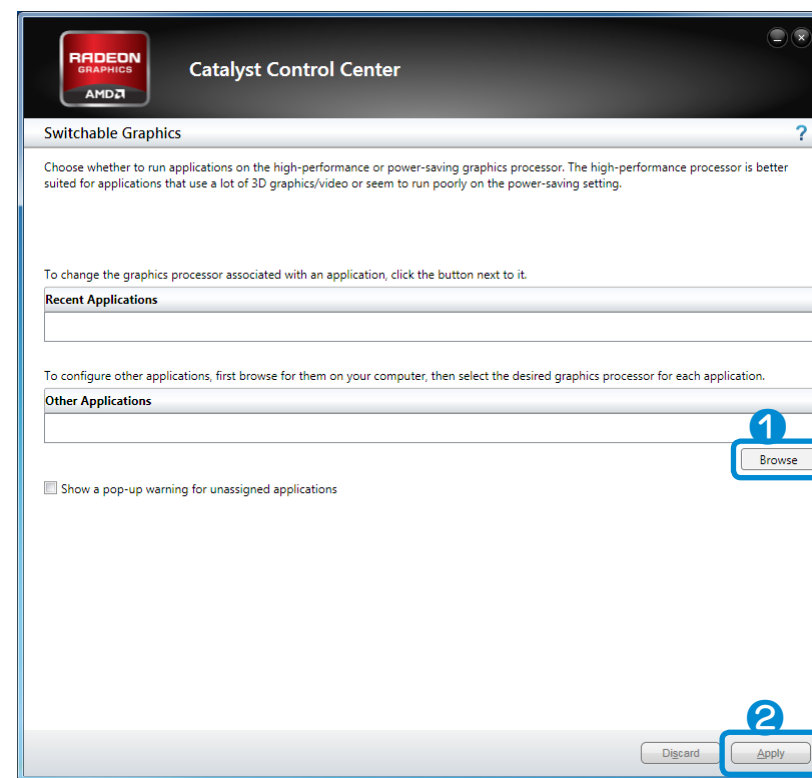 RADEON
GRAPHICS
AMD
Catalyst Control Center
Switchable Graphics
?
Choose whether to run applications on the high-performance or power-saving graphics processor. The high-performance processor is better
suited for applications that use a lot of 3D graphics/video or seem to run poorly on the power-saving setting.
To change the graphics processor associated with an application, click the button next to it.
Recent Applications
To configure other applications, first browse for them on your computer, then select the desired graphics processor for each application.
Other Applications
1
Browse
Show a pop-up warning for unassigned applications
2
Discard Apply